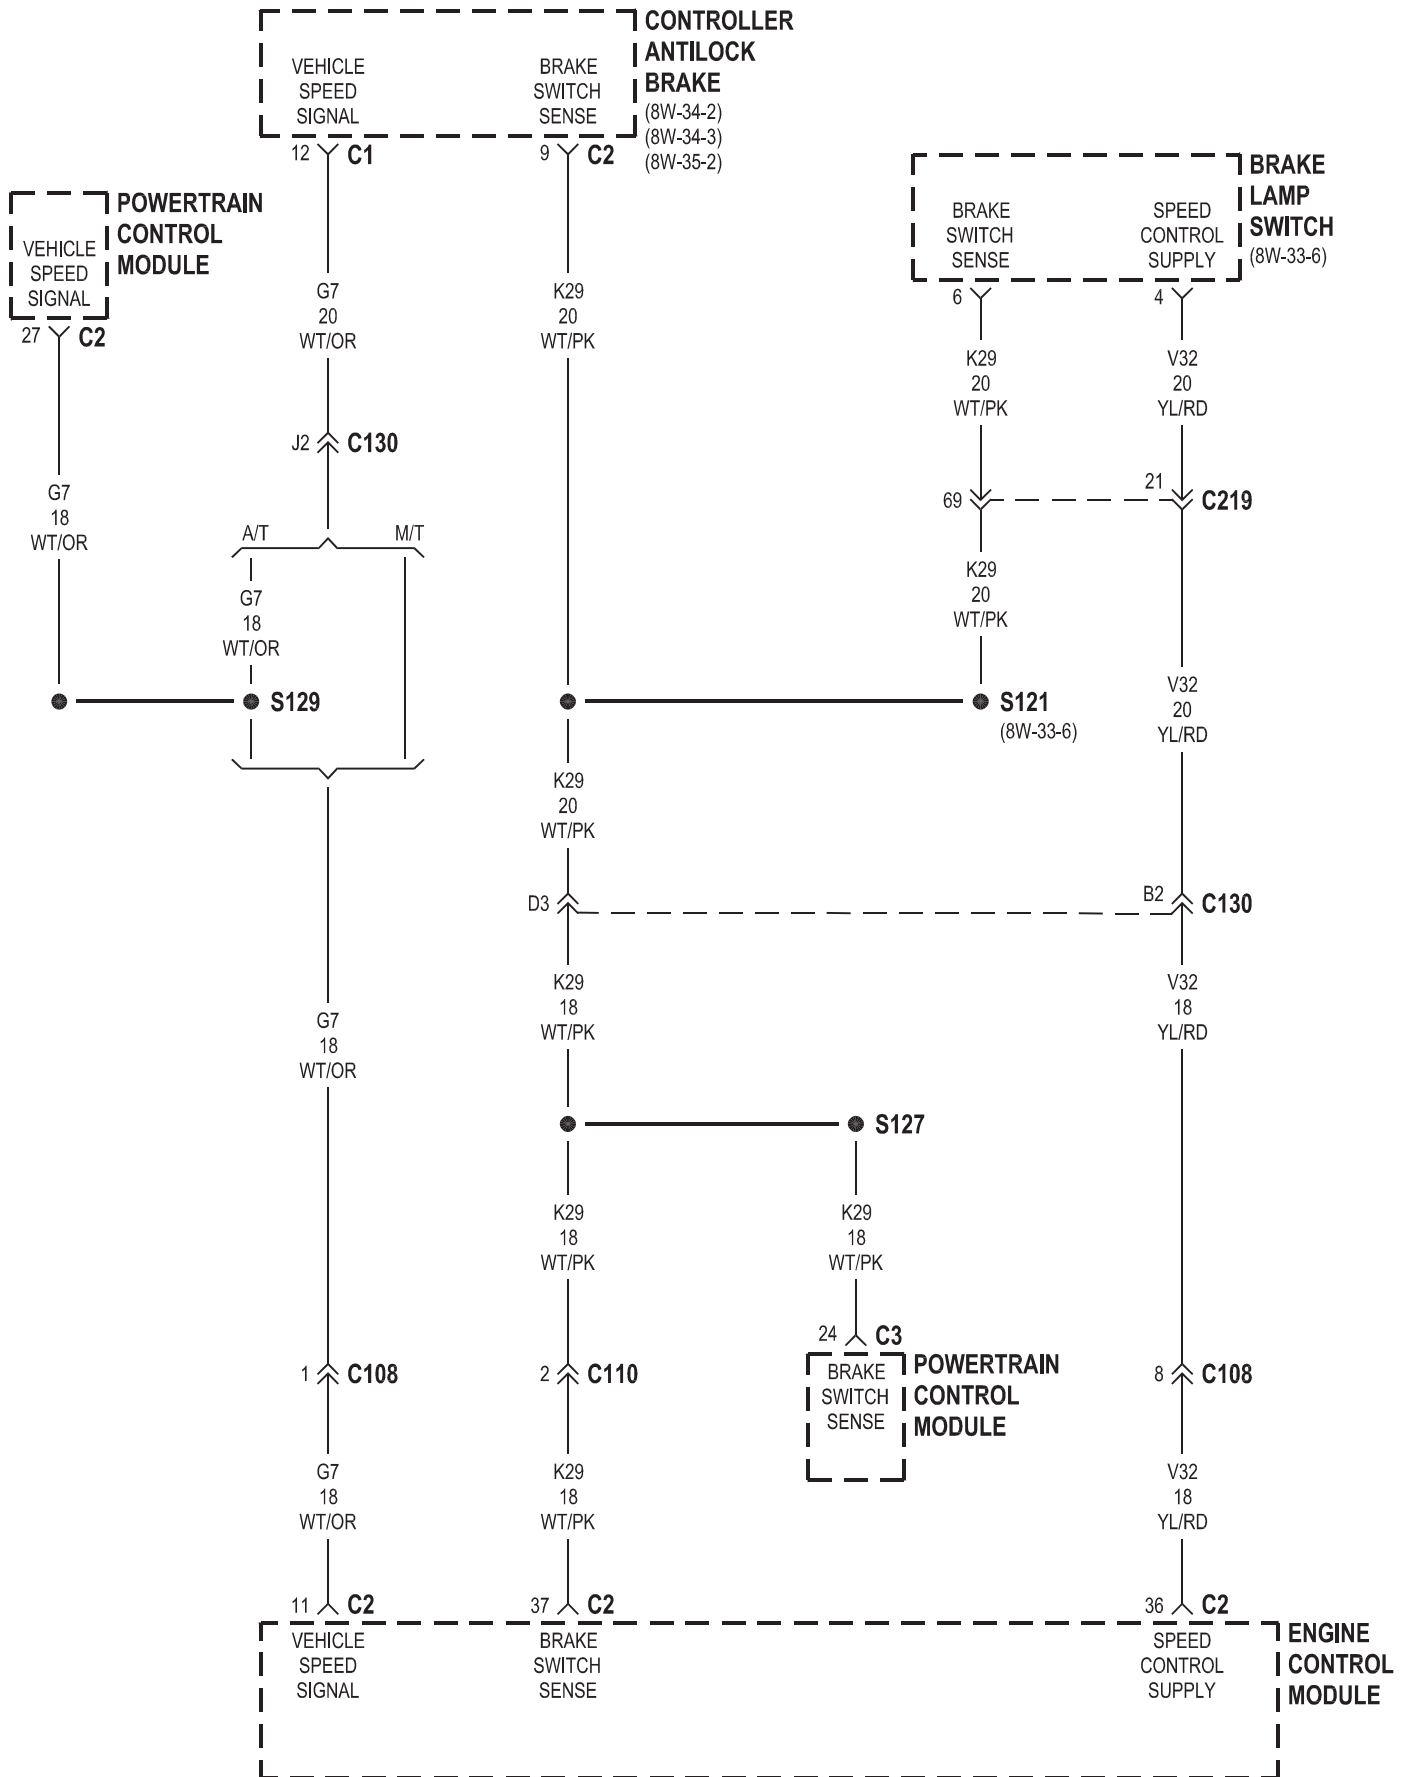 CONTROLLER
ANTILOCK
BRAKE
(8W-34-2)
(8W-34-3)
(8W-35-2)
VEHICLE
SPEED
SIGNAL
BRAKE
SWITCH
SENSE
12 C1
9 C2
BRAKE
LAMP
SWITCH
(8W-33-6)
BRAKE
SWITCH
SENSE
SPEED
CONTROL
SUPPLY
6
4
POWERTRAIN
CONTROL
MODULE
VEHICLE
SPEED
SIGNAL
27 C2
G7
20
WT/OR
K29
20
WT/PK
K29
20
WT/PK
V32
20
YL/RD
J2 C130
69
21
C219
G7
18
WT/OR
A/T
M/T
G7
18
WT/OR
K29
20
WT/PK
S129
S121
(8W-33-6)
V32
20
YL/RD
K29
20
WT/PK
D3
B2
C130
K29
18
WT/PK
V32
18
YL/RD
G7
18
WT/OR
S127
K29
18
WT/PK
K29
18
WT/PK
24 C3
BRAKE
SWITCH
SENSE
POWERTRAIN
CONTROL
MODULE
1 C108
2 C110
8 C108
G7
18
WT/OR
K29
18
WT/PK
V32
18
YL/RD
11 C2
37 C2
36 C2
VEHICLE
SPEED
SIGNAL
BRAKE
SWITCH
SENSE
SPEED
CONTROL
SUPPLY
ENGINE
CONTROL
MODULE